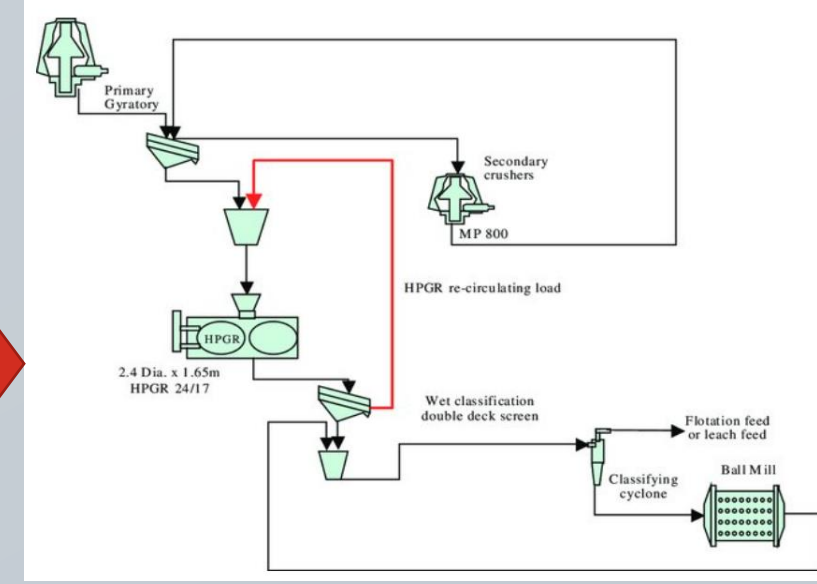 Primary
Gyratory
Secondary
crushers
MP 800
HPGR re-circulating load
HPGR
2.4 Dia. x 1.65m
HPGR 24/17
Wet classification
double deck screen
Flotation feed
or leach feed
Classifying
cyclone
Ball Mill